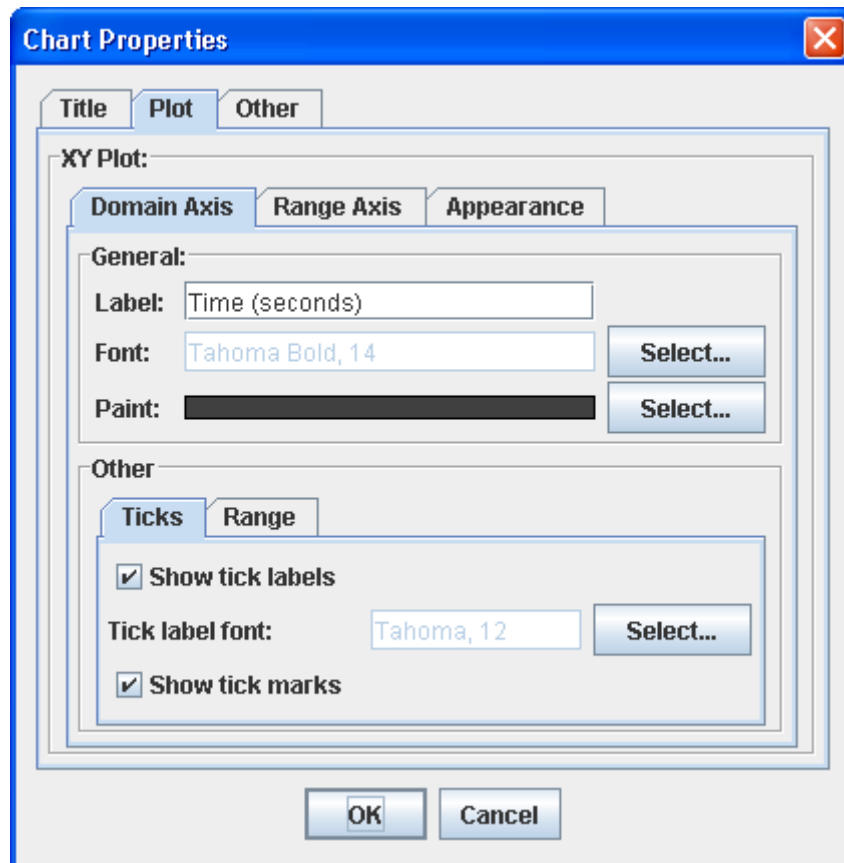 Chart Properties
Title Plot Other
XY Plot:
Domain Axis Range Axis Appearance
General:
Label: Time (seconds)
Font: Tahoma Bold, 14 Select...
Paint: Select...
Other
Ticks Range
Show tick labels
Tick label font: Tahoma, 12 Select...
Show tick marks
OK Cancel